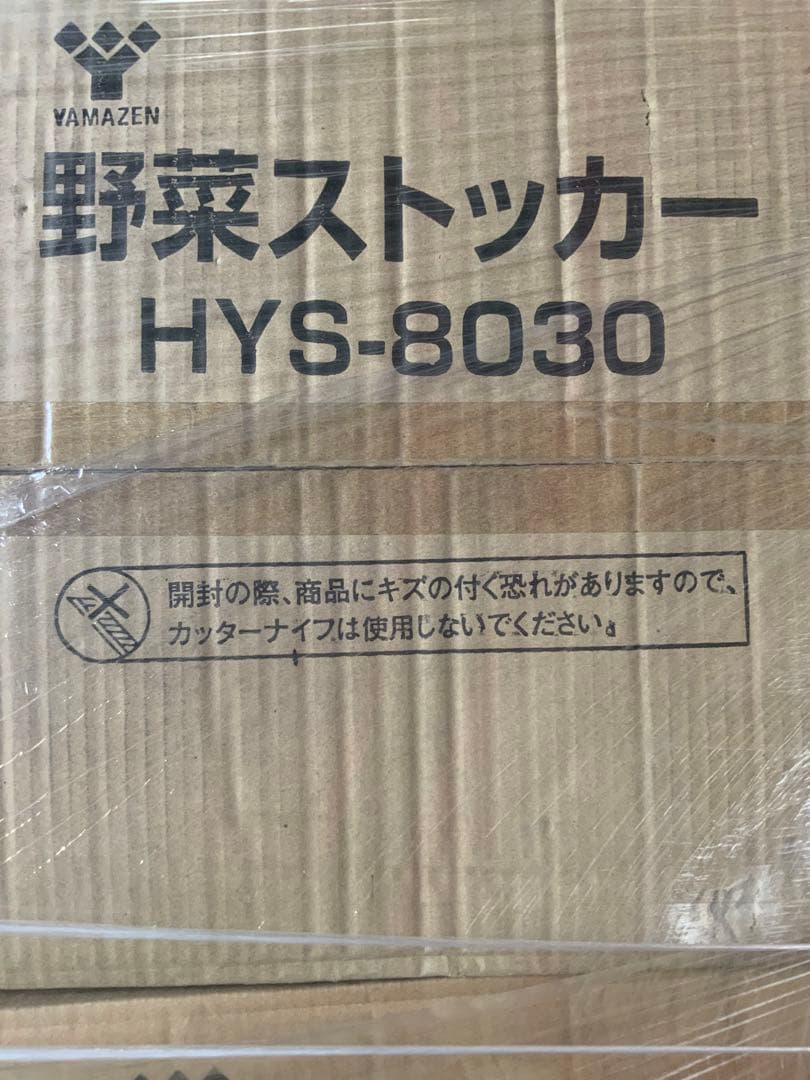 YAMAZEN
野菜ストッカー
HYS-8030
開封の際、商品にキズの付く恐れがありますので、
カッターナイフは使用しないでください。